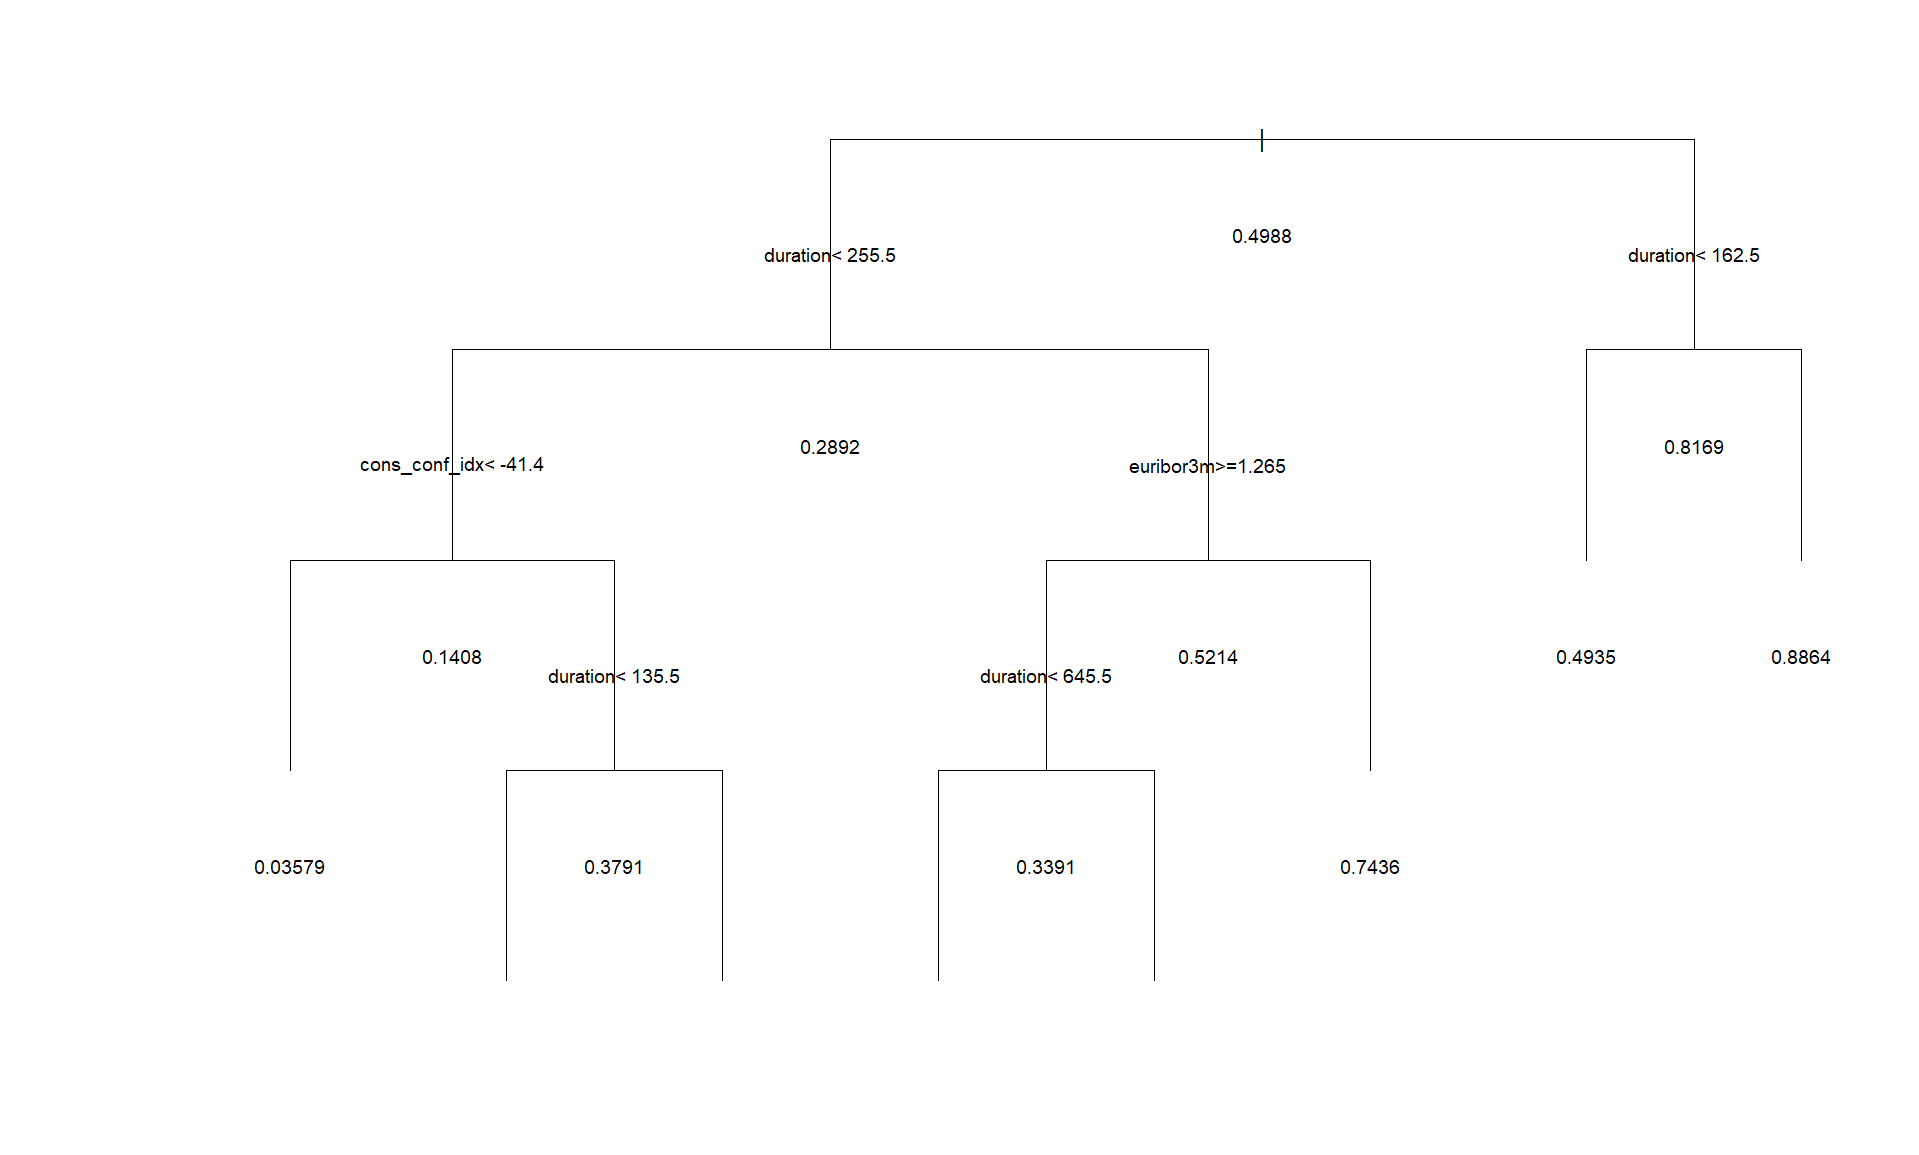 0.4988
duration< 255.5
duration< 162.5
0.2892
0.8169
cons_conf_idx< -41.4
euribor3m>=1.265
0.1408
0.5214
0.4935
0.8864
duration< 135.5
duration< 645.5
0.03579
0.3791
0.3391
0.7436